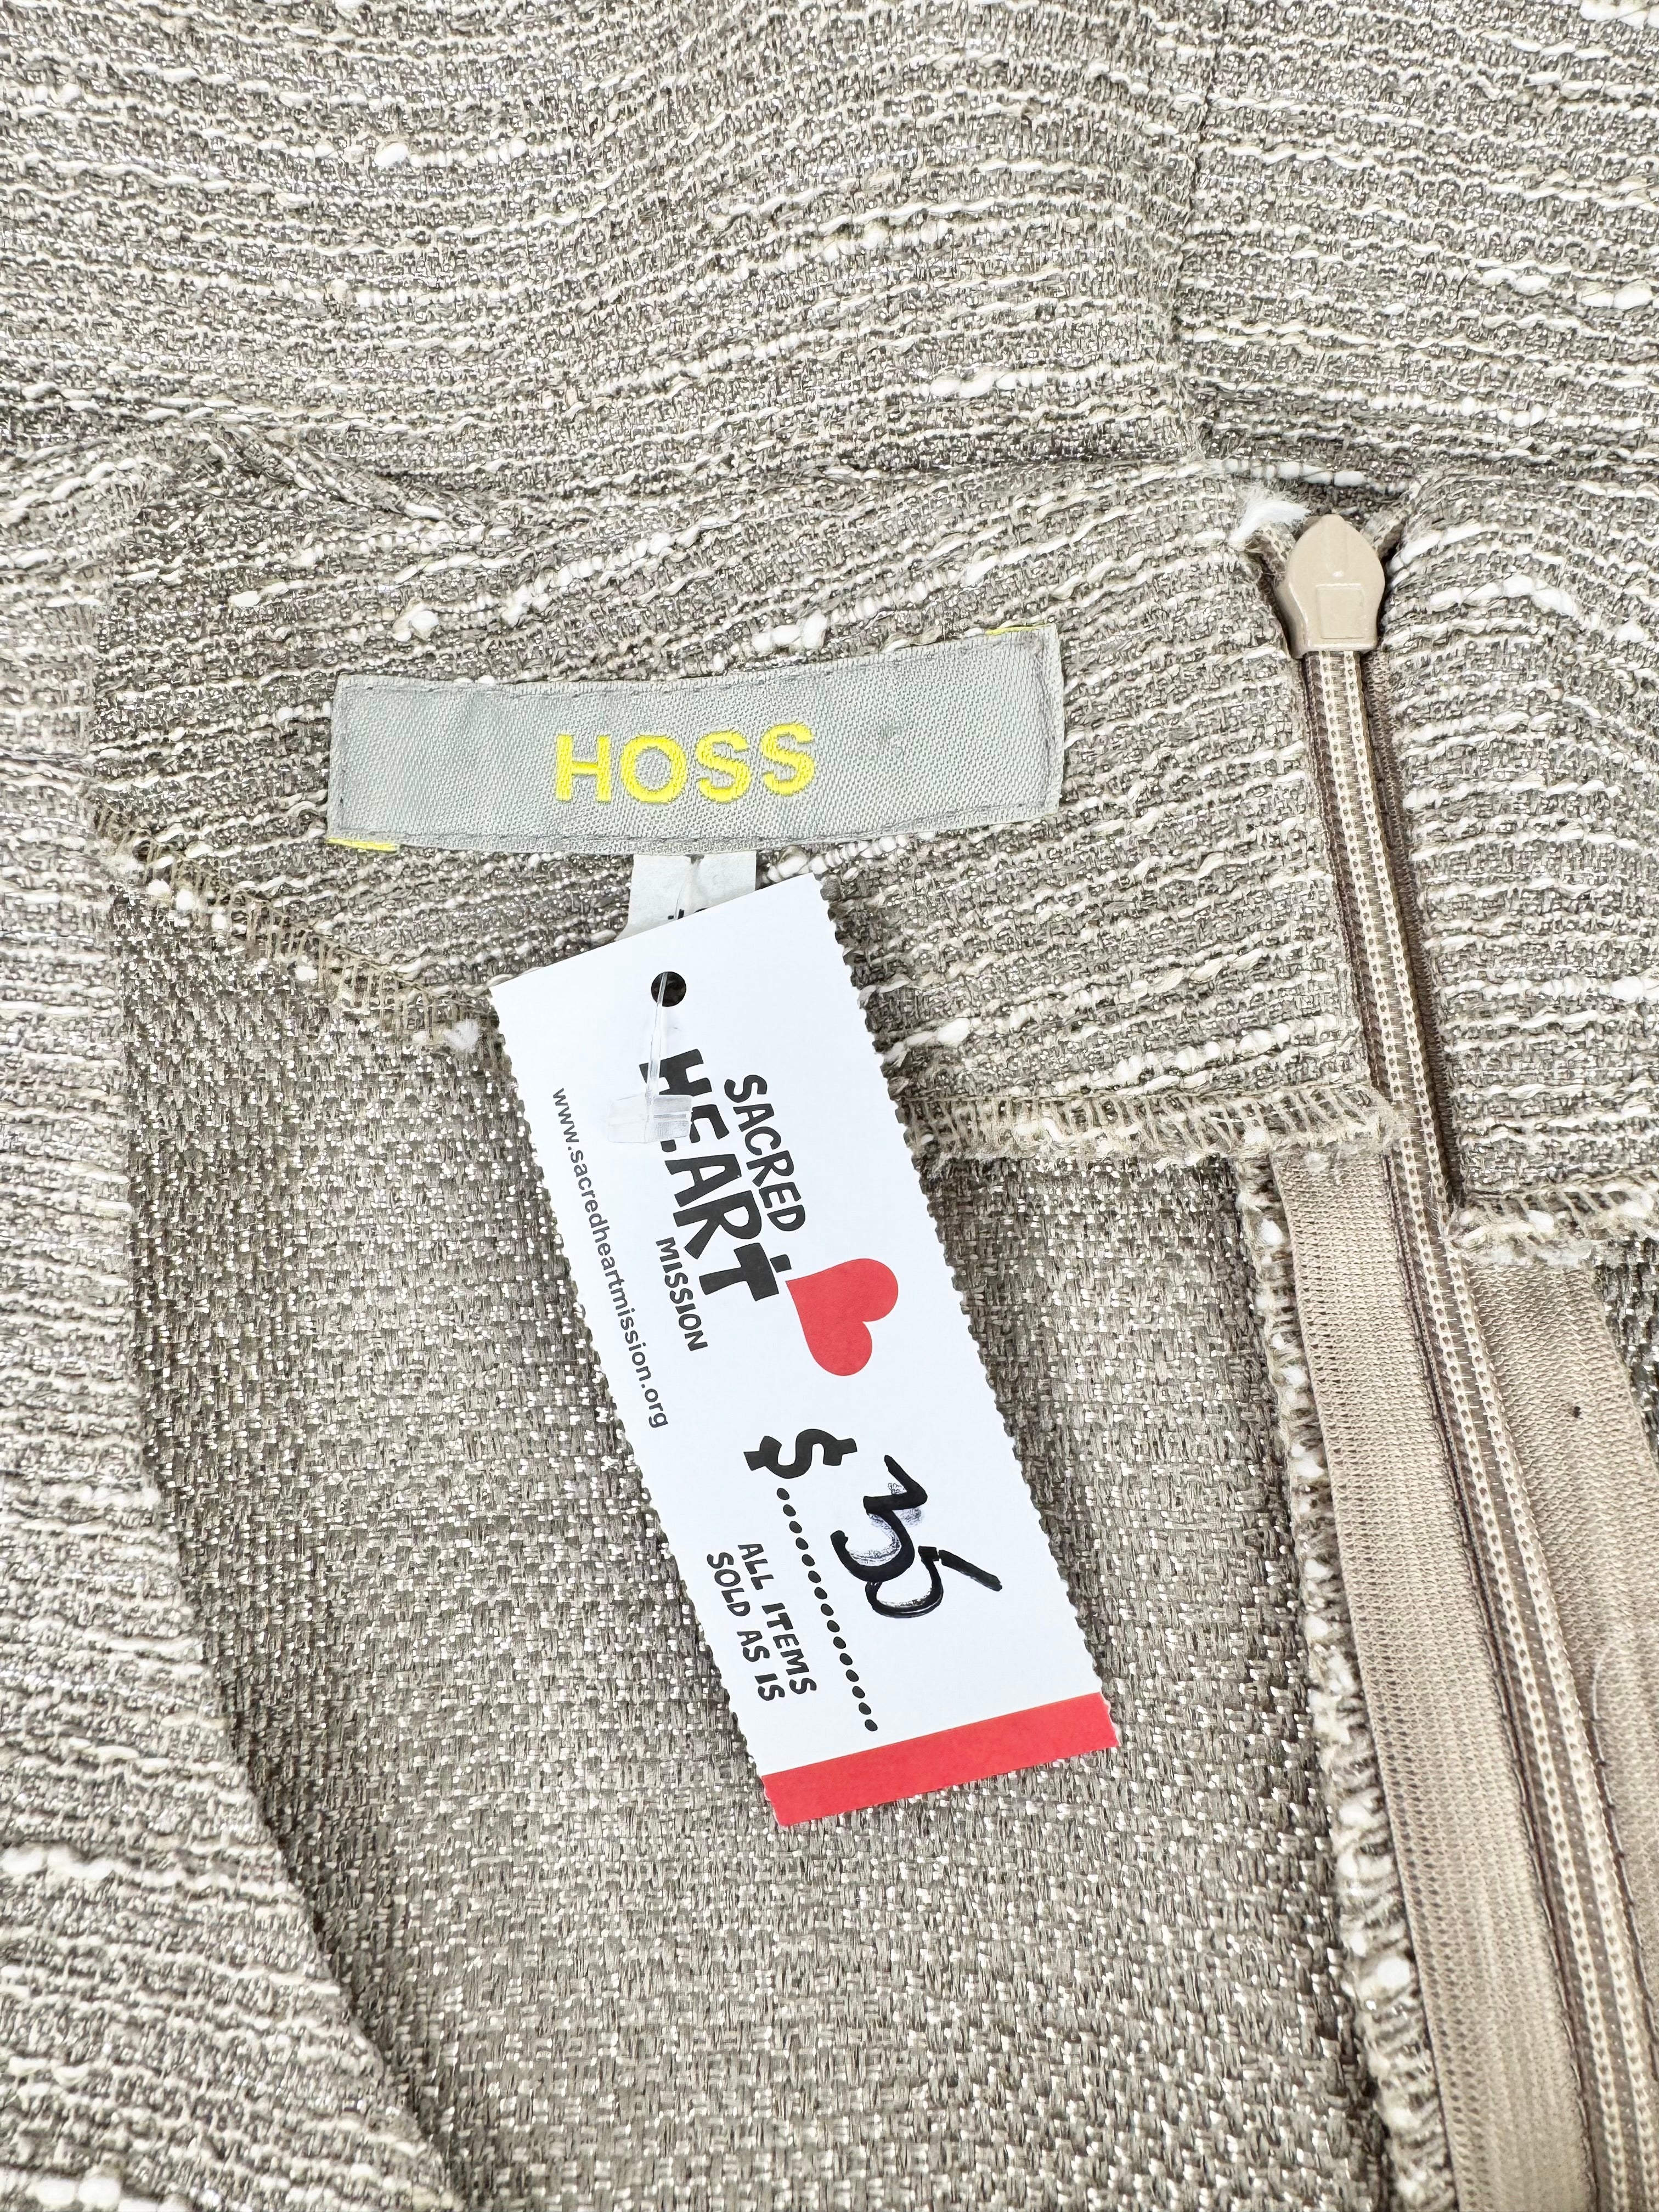 HOSS
SACRED
HEART
MISSION
www.sacredheartmission.org
$ 35
ALL ITEMS
SOLD AS IS